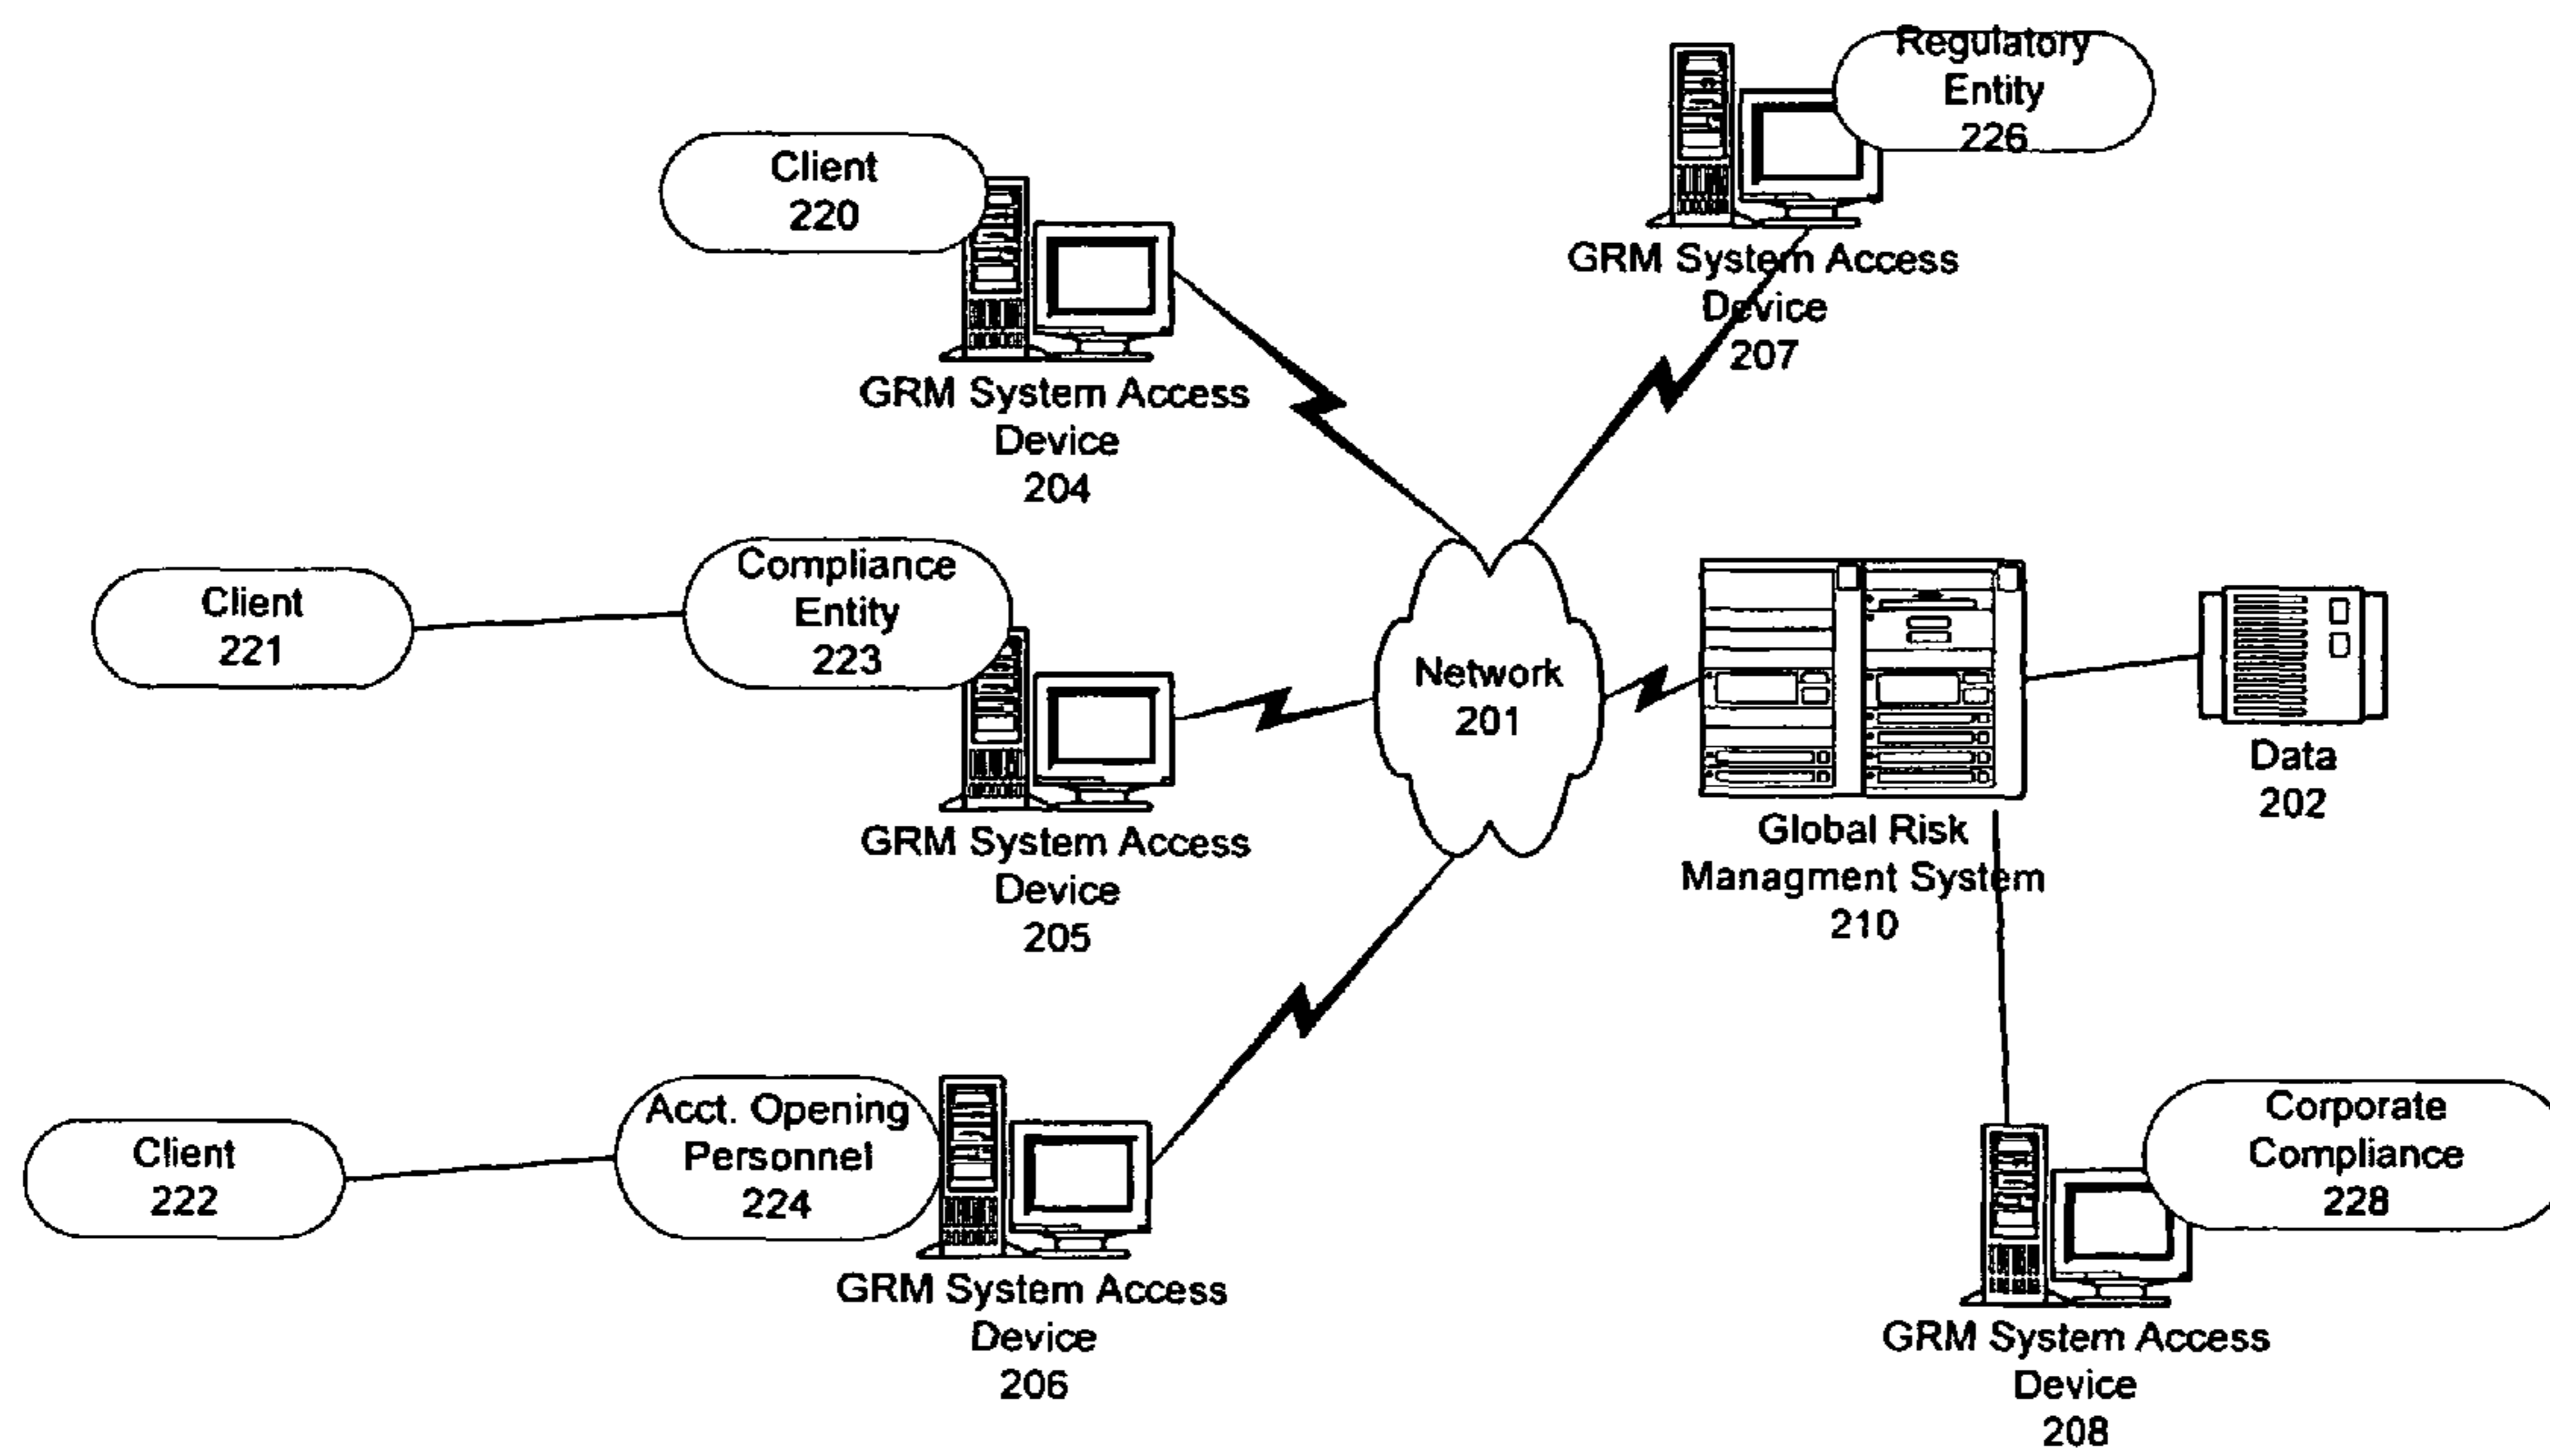 Regulatory
Entity
226
Client
220
GRM System Access
Device
207
GRM System Access
Device
204
Compliance
Entity
223
Client
221
Network
201
Data
202
Global Risk
Managment System
210
GRM System Access
Device
205
Acct. Opening
Personnel
224
Client
222
Corporate
Compliance
228
GRM System Access
Device
206
GRM System Access
Device
208